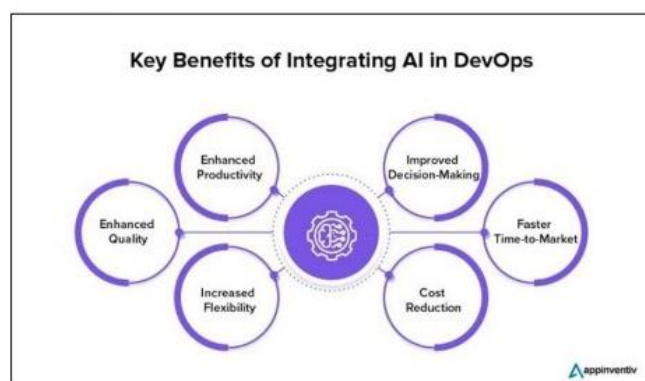 Key Benefits of Integrating AI in DevOps
Enhanced
Productivity
Improved
Decision-Making
Enhanced
Quality
Faster
Time-to-Market
Increased
Flexibility
Cost
Reduction
appinventiv